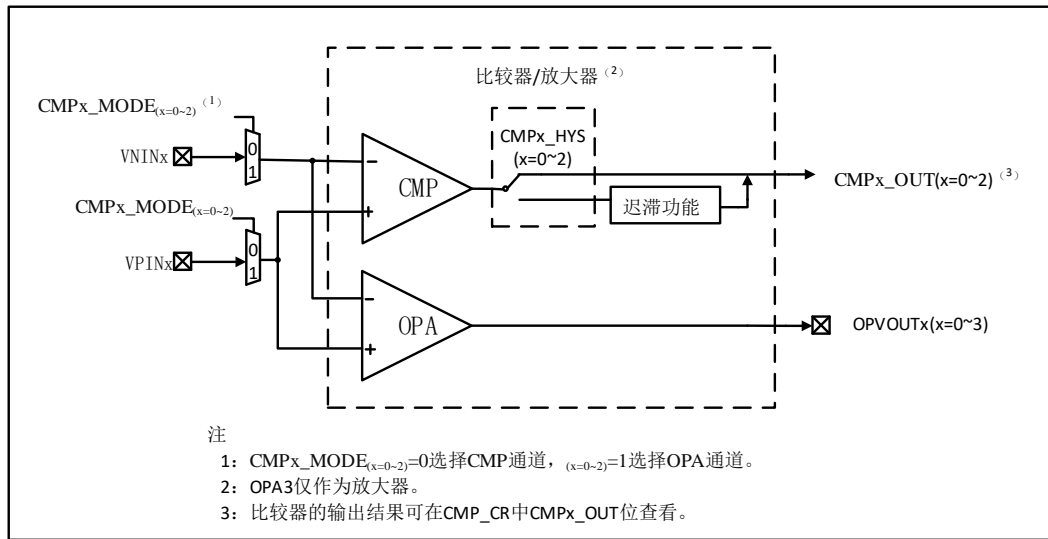 比较器/放大器（2）
CMPx_MODE(x=0~2)（1）
CMPx_HYS
(x=0~2)
0
1
VNINx
－
CMP
CMPx_OUT(x=0~2)（3）
CMPx_MODE(x=0~2)
+
迟滞功能
0
1
VPINx
－
OPA
OPVOUTx(x=0~3)
+
注
1：CMPx_MODE(x=0~2)=0选择CMP通道，(x=0~2)=1选择OPA通道。
2：OPA3仅作为放大器。
3：比较器的输出结果可在CMP_CR中CMPx_OUT位查看。